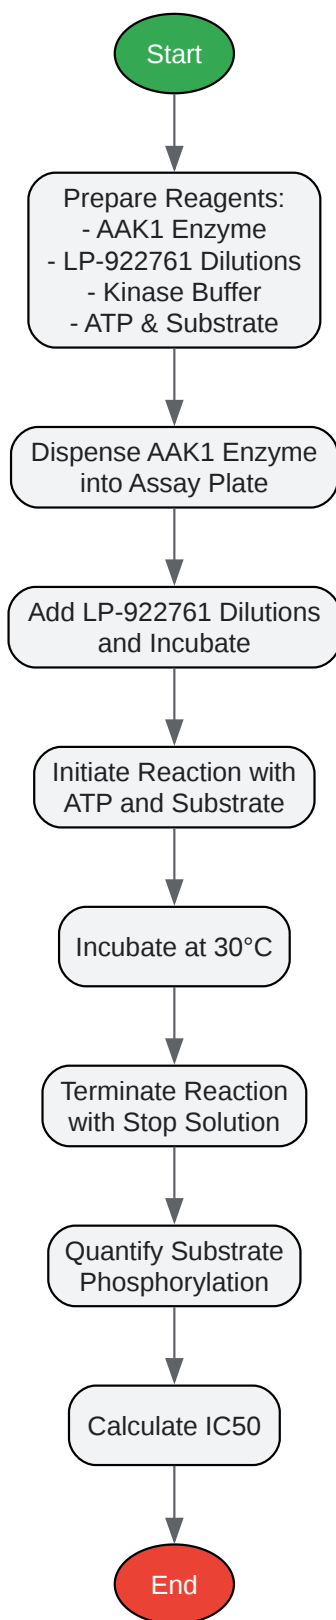 Start
Prepare Reagents:
- AAK1 Enzyme
- LP-922761 Dilutions
- Kinase Buffer
- ATP & Substrate
Dispense AAK1 Enzyme
into Assay Plate
Add LP-922761 Dilutions
and Incubate
Initiate Reaction with
ATP and Substrate
Incubate at 30°C
Terminate Reaction
with Stop Solution
Quantify Substrate
Phosphorylation
Calculate IC50
End